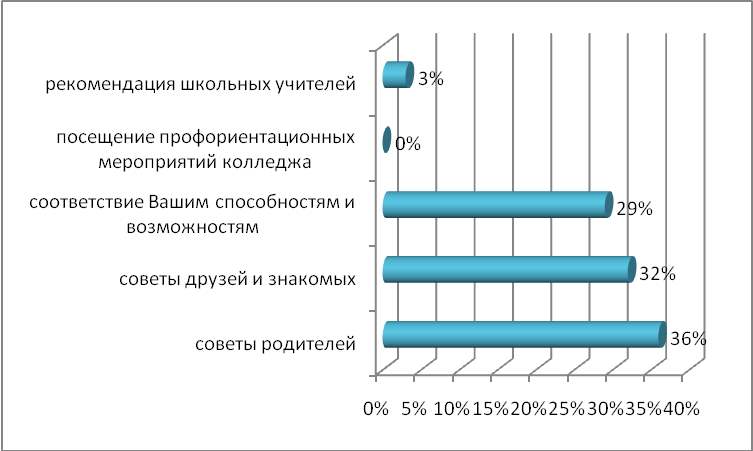 рекомендация школьных учителей
3%
посещение профориентационных
мероприятий колледжа
0%
соответствие Вашим способностям и
возможностям
29%
советы друзей и знакомых
32%
советы родителей
36%
0% 5% 10% 15% 20% 25% 30% 35% 40%